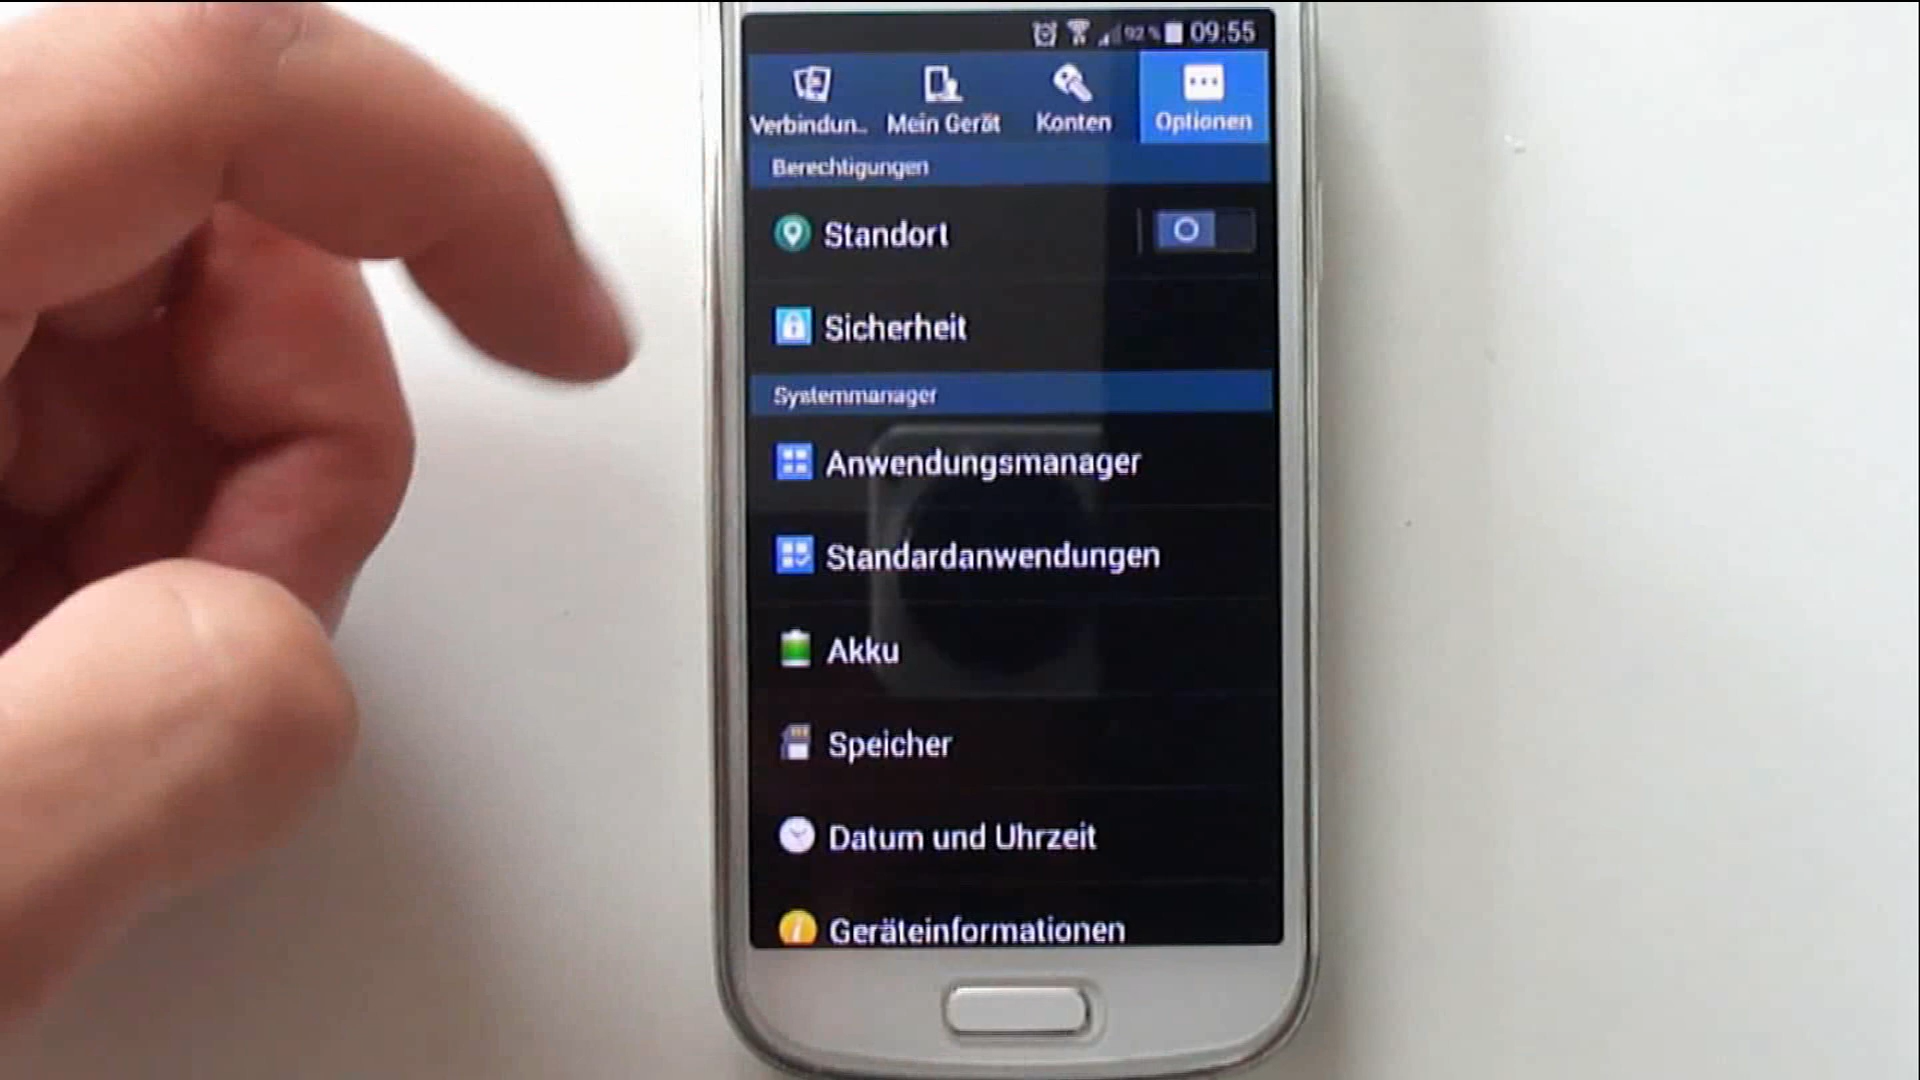 92 % 09:55
Verbindun... Mein Gerät Konten Optionen
Berechtigungen
Standort
Sicherheit
Systemmanager
Anwendungsmanager
Standardanwendungen
Akku
Speicher
Datum und Uhrzeit
Geräteinformationen